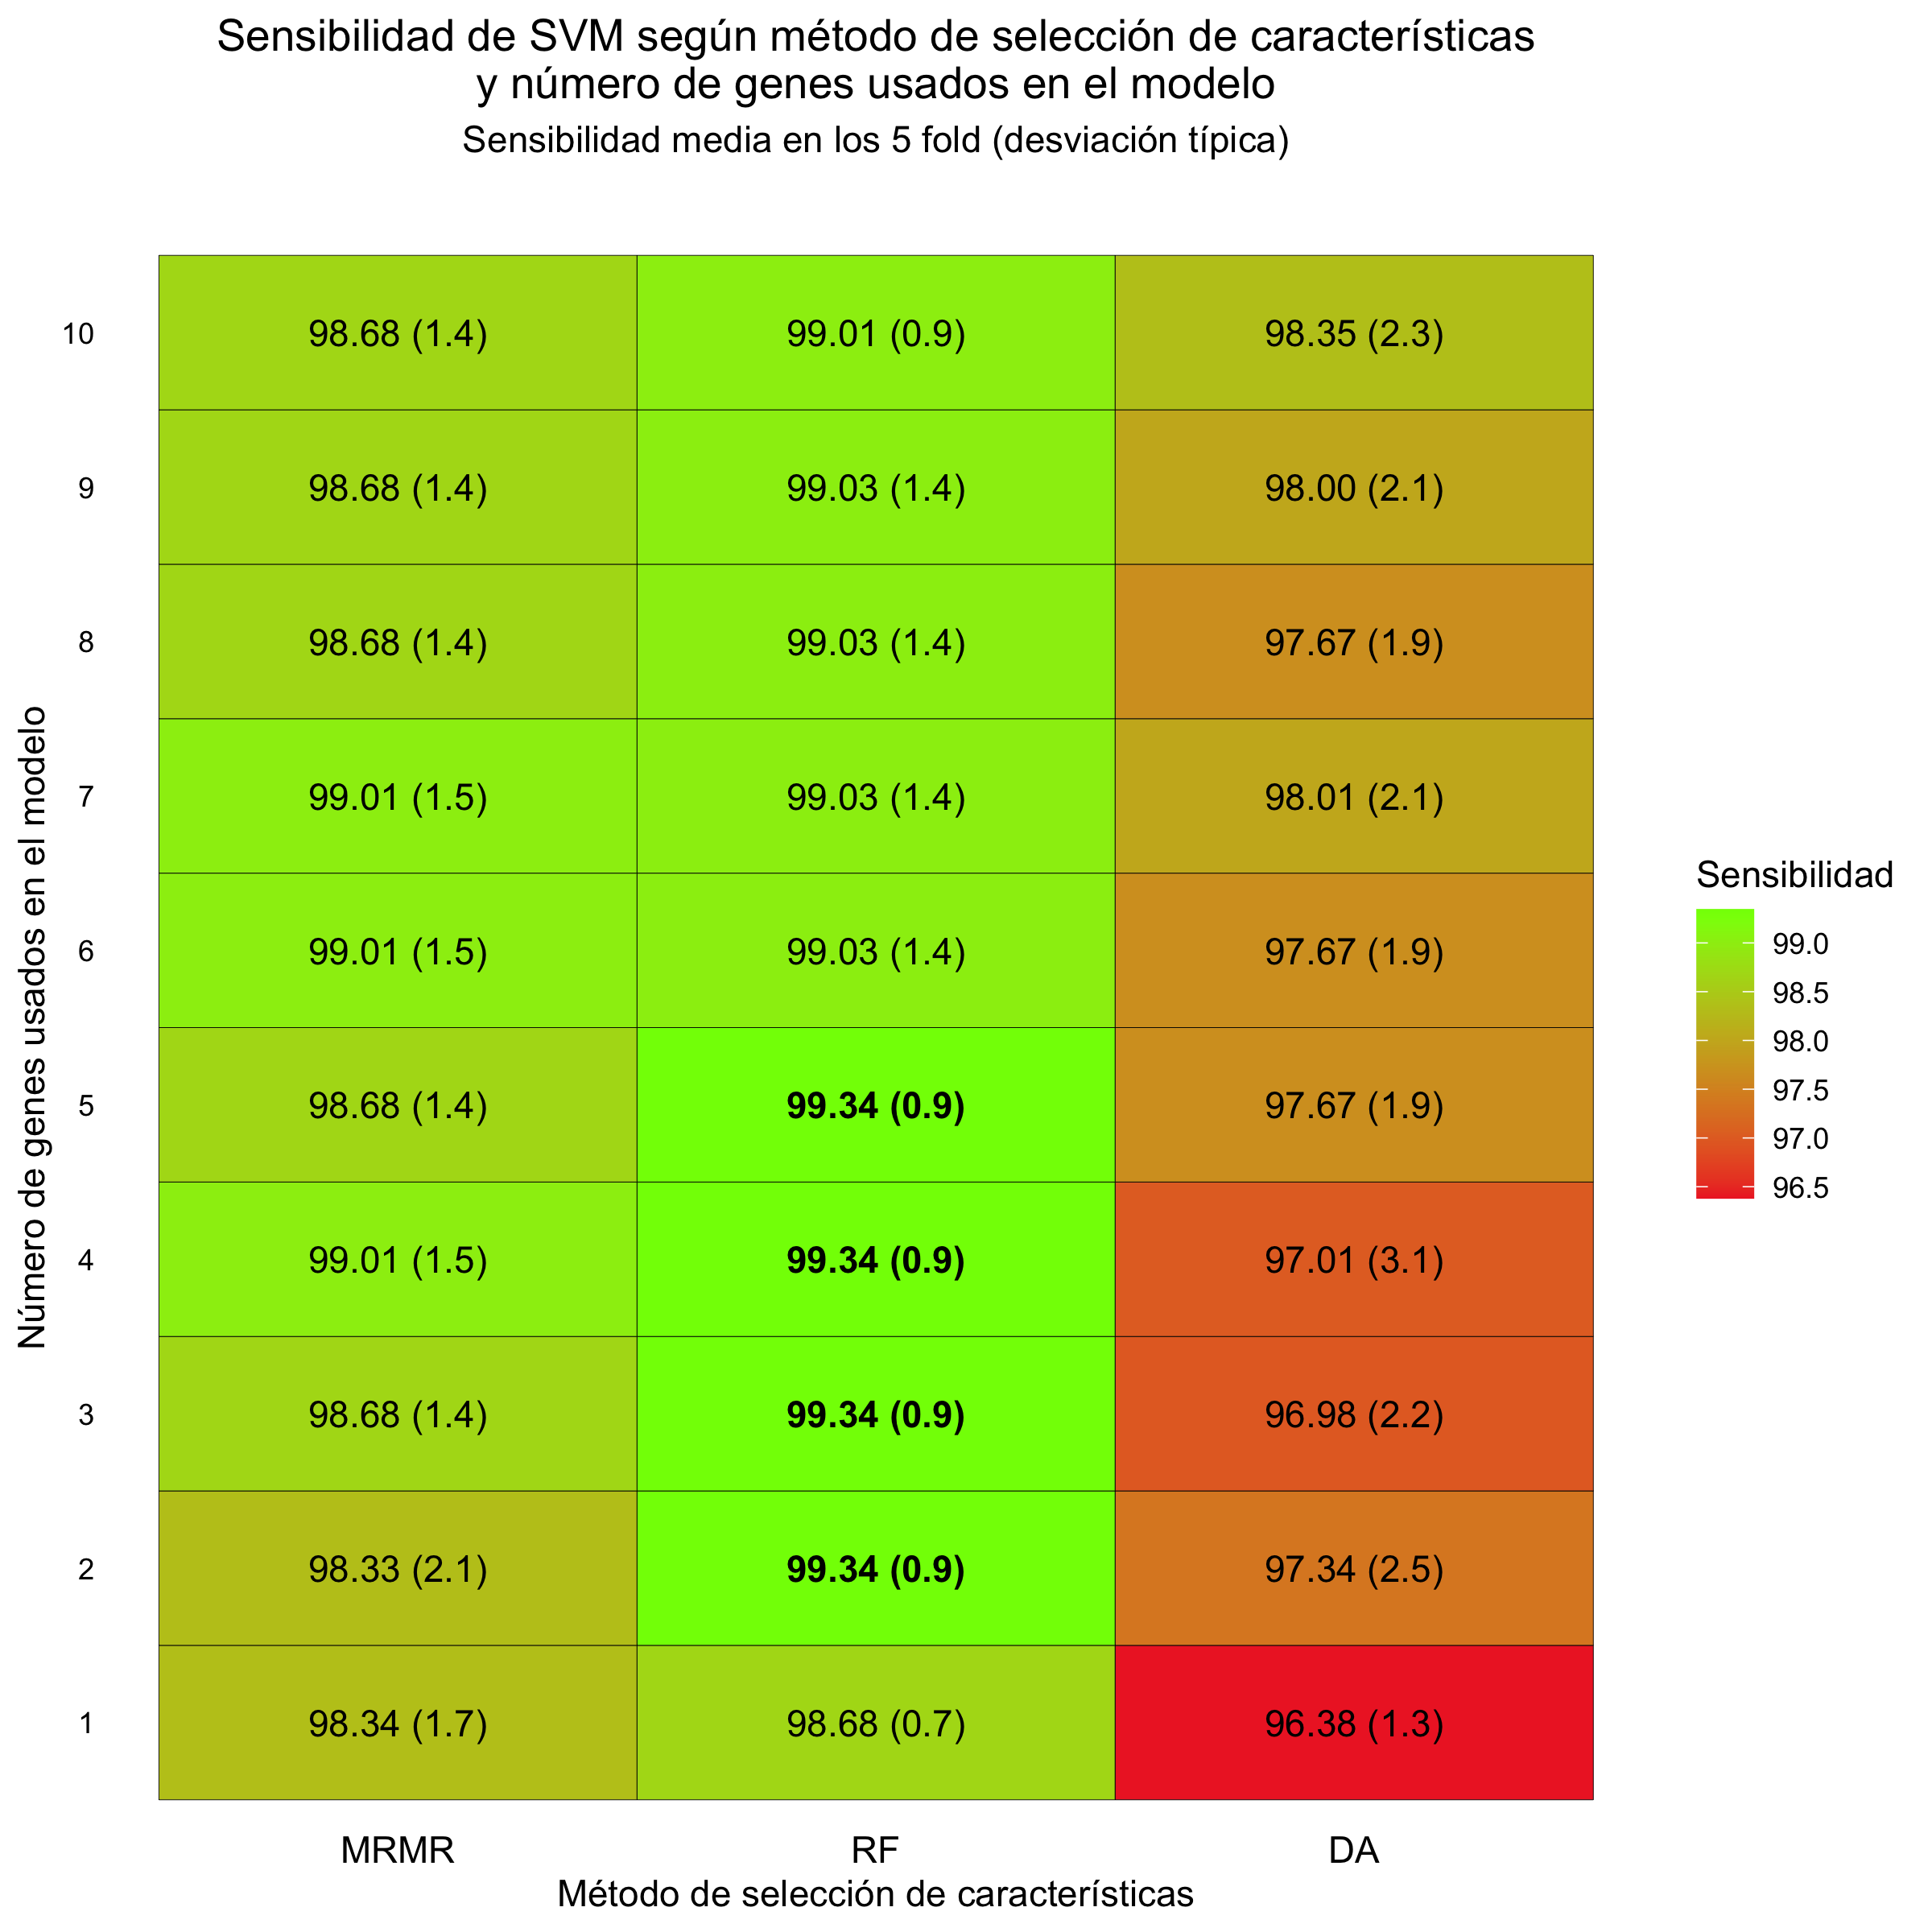 Sensibilidad de SVM según método de selección de características
y número de genes usados en el modelo
Sensibilidad media en los 5 fold (desviación típica)
10 98.68 (1.4) 99.01 (0.9) 98.35 (2.3)
9 98.68 (1.4) 99.03 (1.4) 98.00 (2.1)
8 98.68 (1.4) 99.03 (1.4) 97.67 (1.9)
7 99.01 (1.5) 99.03 (1.4) 98.01 (2.1)
6 99.01 (1.5) 99.03 (1.4) 97.67 (1.9)
5 98.68 (1.4) 99.34 (0.9) 97.67 (1.9)
4 99.01 (1.5) 99.34 (0.9) 97.01 (3.1)
3 98.68 (1.4) 99.34 (0.9) 96.98 (2.2)
2 98.33 (2.1) 99.34 (0.9) 97.34 (2.5)
1 98.34 (1.7) 98.68 (0.7) 96.38 (1.3)
MRMR RF DA
Método de selección de características
Número de genes usados en el modelo
Sensibilidad
99.0
98.5
98.0
97.5
97.0
96.5